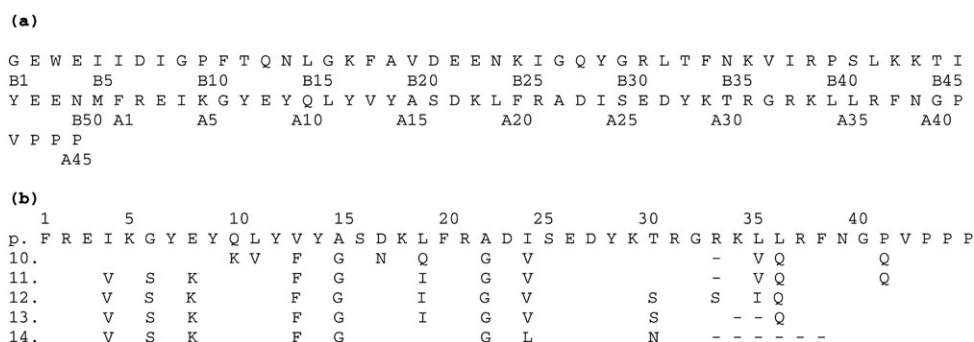 (a)
G E W E I I D I G P F T Q N L G K F A V D E E N K I G Q Y G R L T F N K V I R P S L K K T I
B1 B5 B10 B15 B20 B25 B30 B35 B40 B45
Y E E N M F R E I K G Y E Y Q L Y V Y A S D K L F R A D I S E D Y K T R G R K L L R F N G P
B50 A1 A5 A10 A15 A20 A25 A30 A35 A40
V P P P
A45
(b)
1 5 10 15 20 25 30 35 40
p. F R E I K G Y E Y Q L Y V Y A S D K L F R A D I S E D Y K T R G R K L L R F N G P V P P P
10. K V F G N Q G V - V Q Q
11. V S K F G I G V - V Q Q
12. V S K F G I G V S S I Q
13. V S K F G I G V S - - Q
14. V S K F G G L N - - - - - -